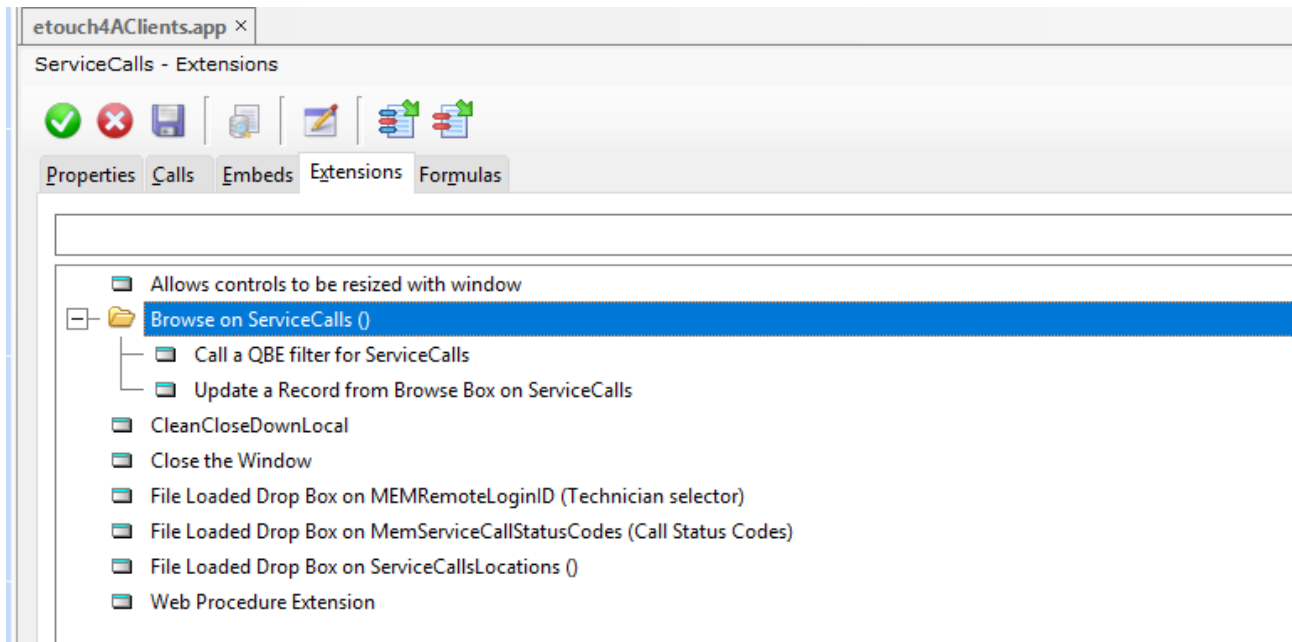 etouch4AClients.app ×
ServiceCalls - Extensions
Properties Calls Embeds Extensions Formulas
Allows controls to be resized with window
Browse on ServiceCalls ()
Call a QBE filter for ServiceCalls
Update a Record from Browse Box on ServiceCalls
CleanCloseDownLocal
Close the Window
File Loaded Drop Box on MEMRemoteLoginID (Technician selector)
File Loaded Drop Box on MemServiceCallStatusCodes (Call Status Codes)
File Loaded Drop Box on ServiceCallsLocations ()
Web Procedure Extension